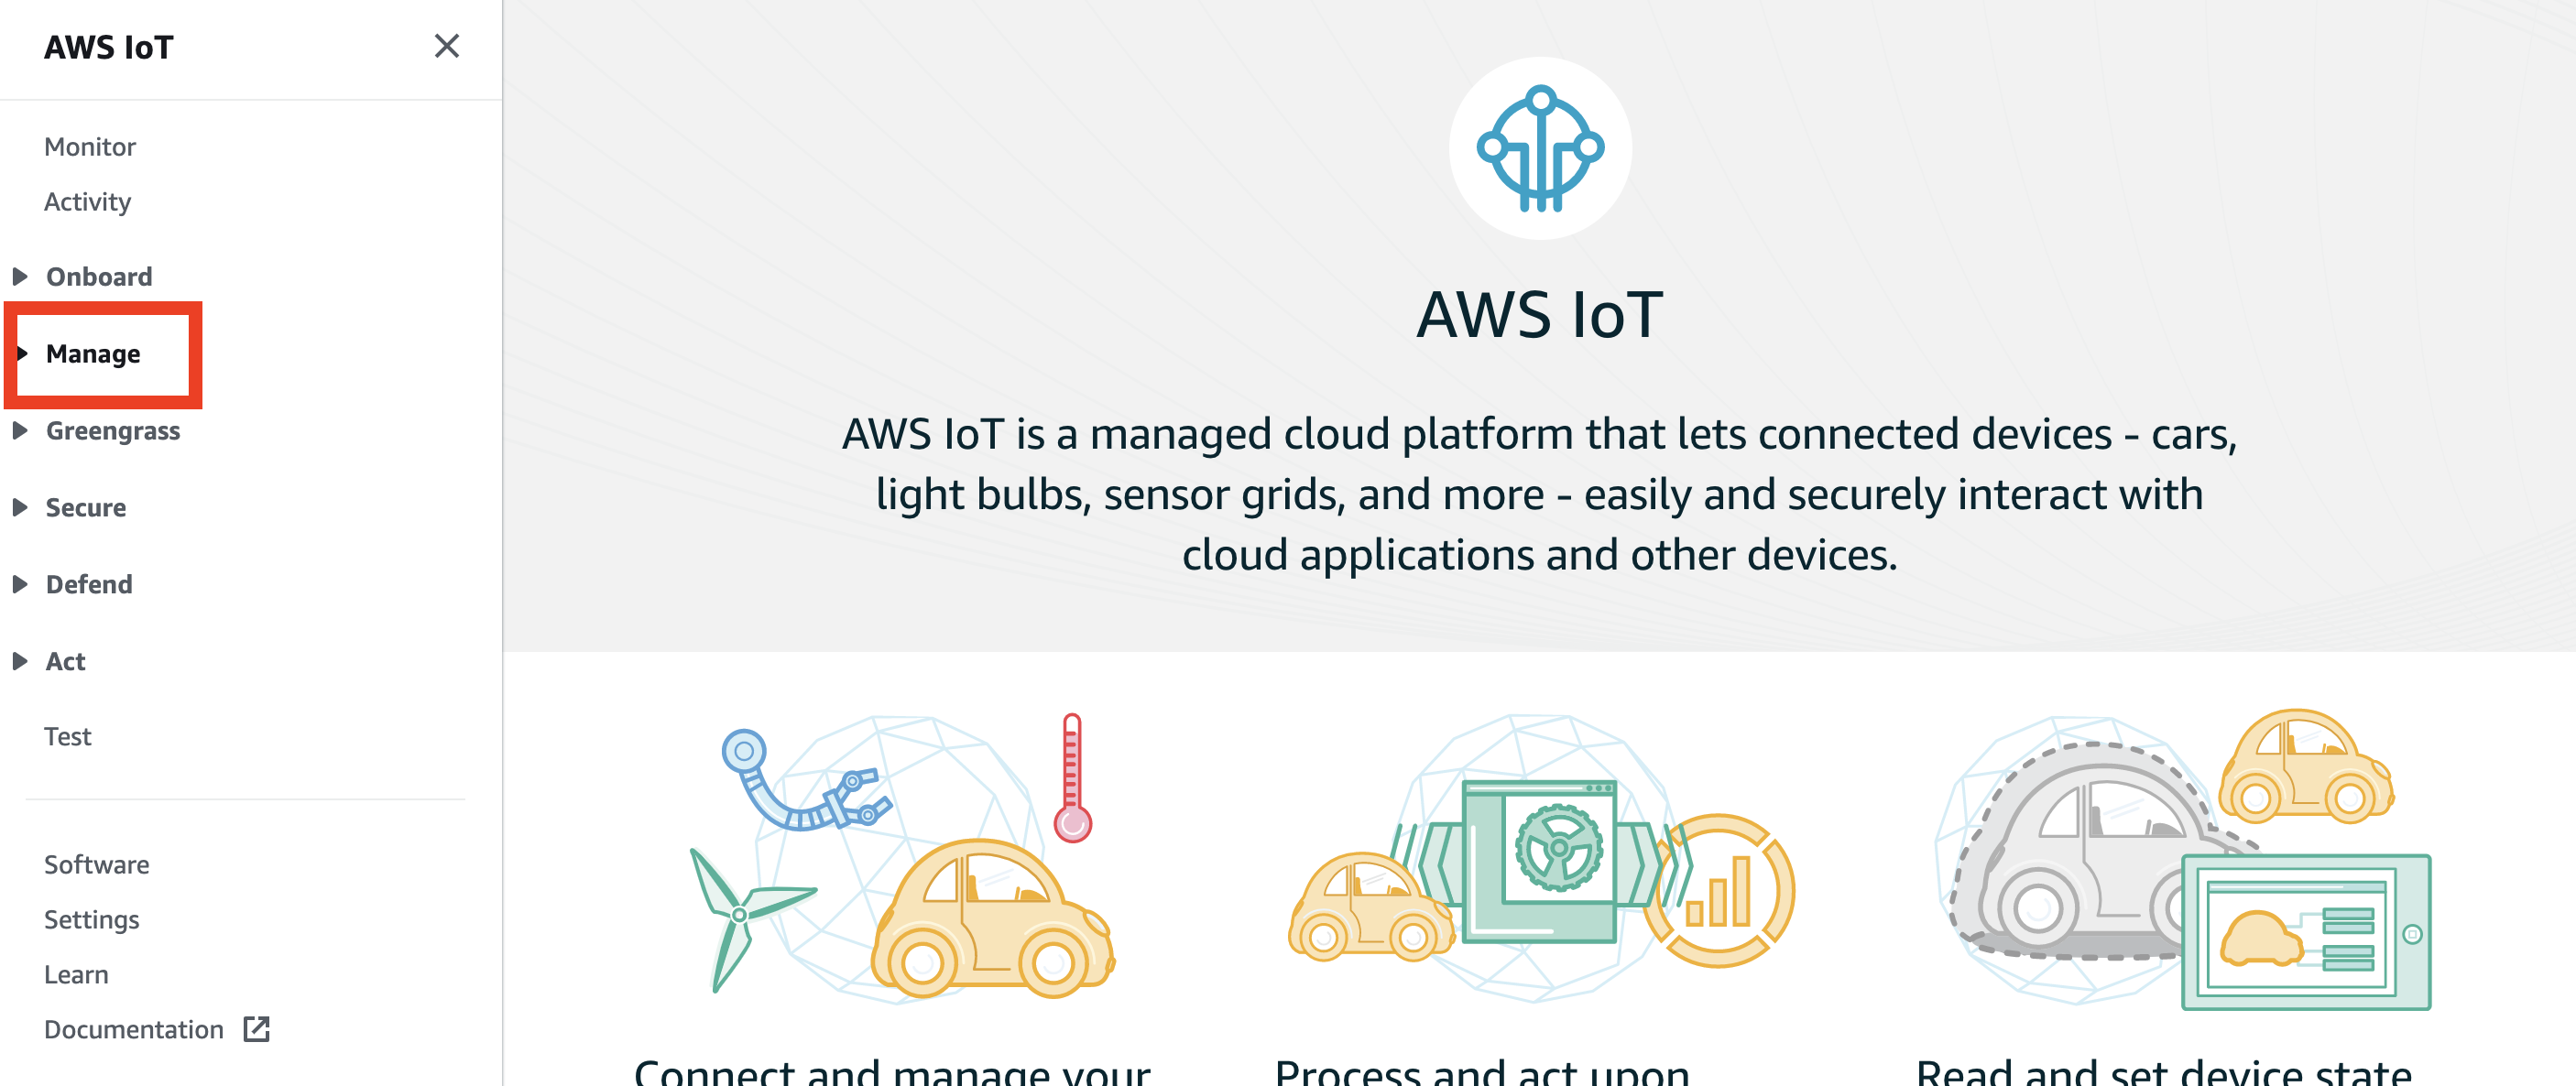 AWS IoT
Monitor
Activity
Onboard
Manage
Greengrass
Secure
Defend
Act
Test
Software
Settings
Learn
Documentation
AWS IoT
AWS IoT is a managed cloud platform that lets connected devices - cars,
light bulbs, sensor grids, and more - easily and securely interact with
cloud applications and other devices.
Connect and manage your
Process and act upon
Read and set device state